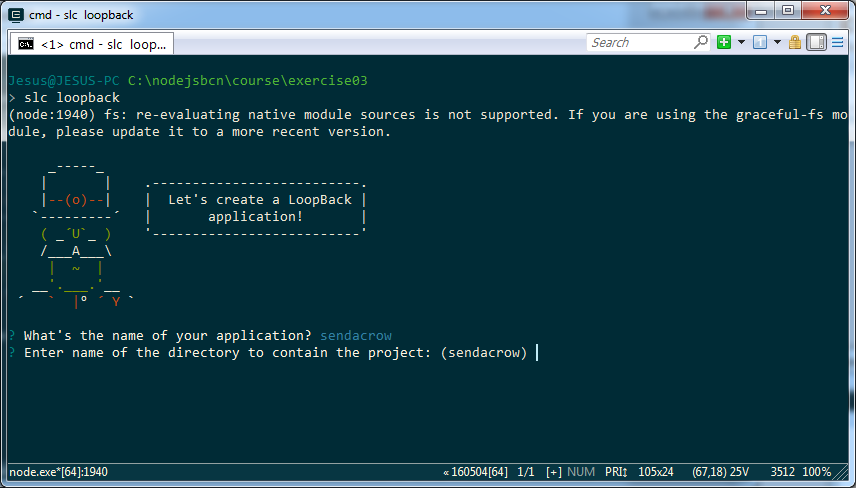 cmd - slc loopback
<1> cmd - slc loop...
Search
Jesus@JESUS-PC C:\nodejsbcn\course\exercise03
> slc loopback
(node:1940) fs: re-evaluating native module sources is not supported. If you are using the graceful-fs mo
dule, please update it to a more recent version.
     _-----_
    |       |    .--------------------------.
    |--(o)--|    |  Let's create a LoopBack |
   `---------´   |       application!       |
    ( _´U`_ )    '--------------------------'
    /___A___\
     |  ~  |
   __'.___.'__
 ´   `  |° ´ Y `
? What's the name of your application? sendacrow
? Enter name of the directory to contain the project: (sendacrow)
node.exe*[64]:1940 « 160504[64] 1/1 [+] NUM PRI↕ 105x24 (67,18) 25V 3512 100%